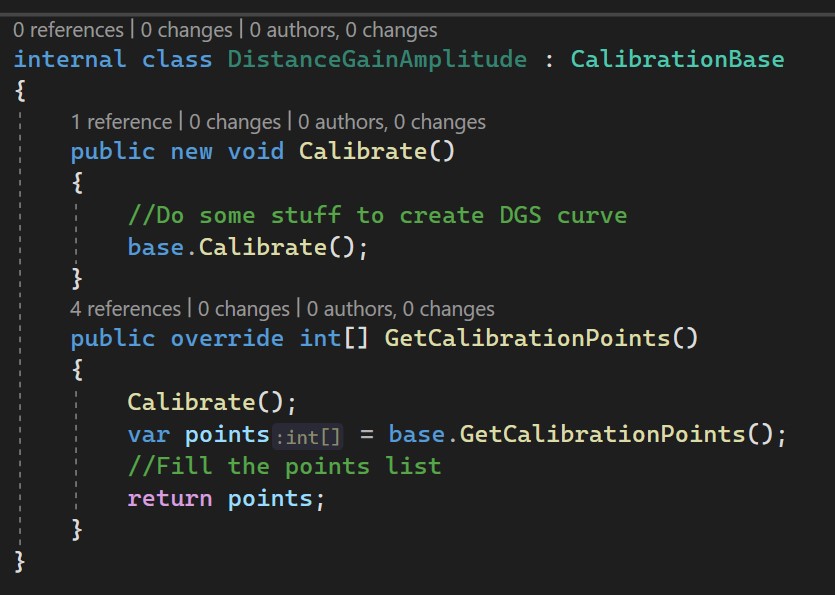 0 references | 0 changes | 0 authors, 0 changes
internal class DistanceGainAmplitude : CalibrationBase
{
1 reference | 0 changes | 0 authors, 0 changes
public new void Calibrate()
{
//Do some stuff to create DGS curve
base.Calibrate();
}
4 references | 0 changes | 0 authors, 0 changes
public override int[] GetCalibrationPoints()
{
Calibrate();
var points:int[] = base.GetCalibrationPoints();
//Fill the points list
return points;
}
}